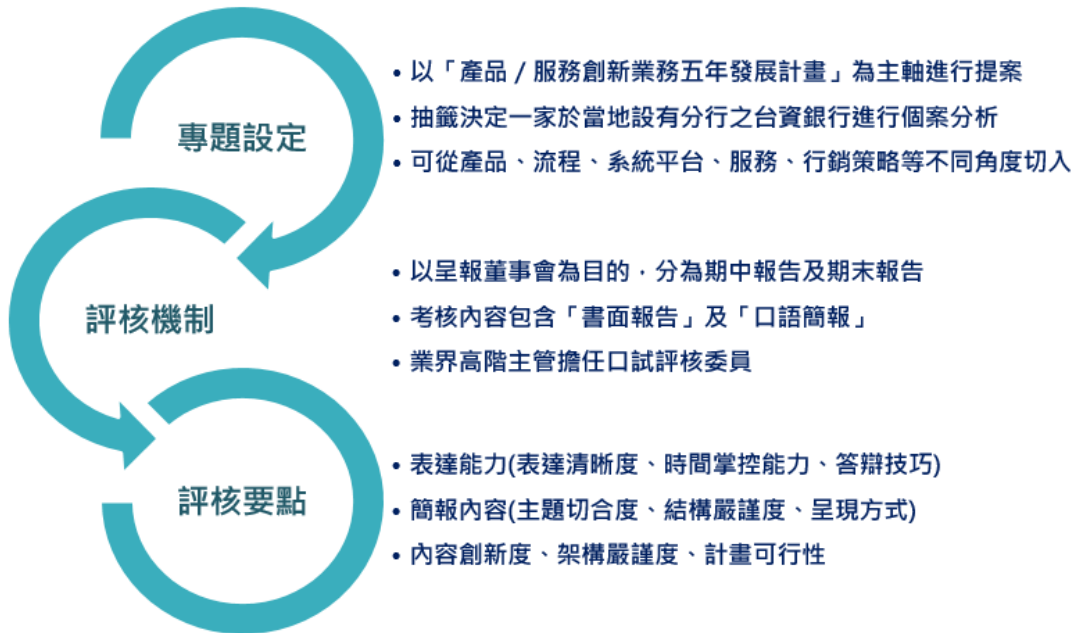 專題設定
• 以「產品 / 服務創新業務五年發展計畫」為主軸進行提案
• 抽籤決定一家於當地設有分行之台資銀行進行個案分析
• 可從產品、流程、系統平台、服務、行銷策略等不同角度切入
評核機制
• 以呈報董事會為目的，分為期中報告及期末報告
• 考核內容包含「書面報告」及「口語簡報」
• 業界高階主管擔任口試評核委員
評核要點
• 表達能力(表達清晰度、時間掌控能力、答辯技巧)
• 簡報內容(主題切合度、結構嚴謹度、呈現方式)
• 內容創新度、架構嚴謹度、計畫可行性